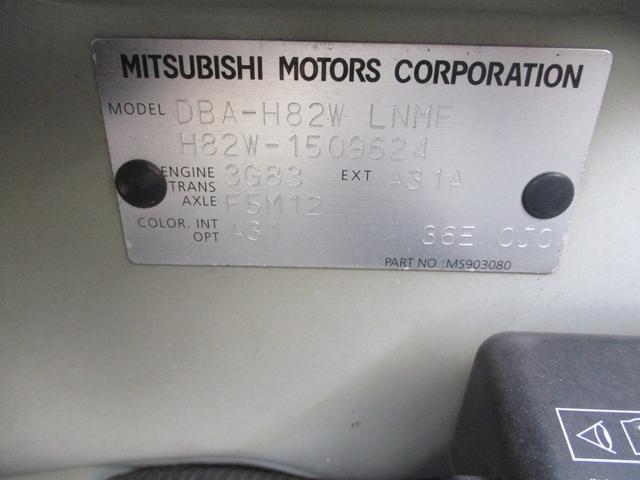 MITSUBISHI MOTORS CORPORATION
MODEL DBA-H82W LNME
H82W-1509624
ENGINE 3G83 EXT A31A
TRANS
AXLE F5M12
COLOR. INT A31
OPT 36E 0J0
PART NO.:MS903080